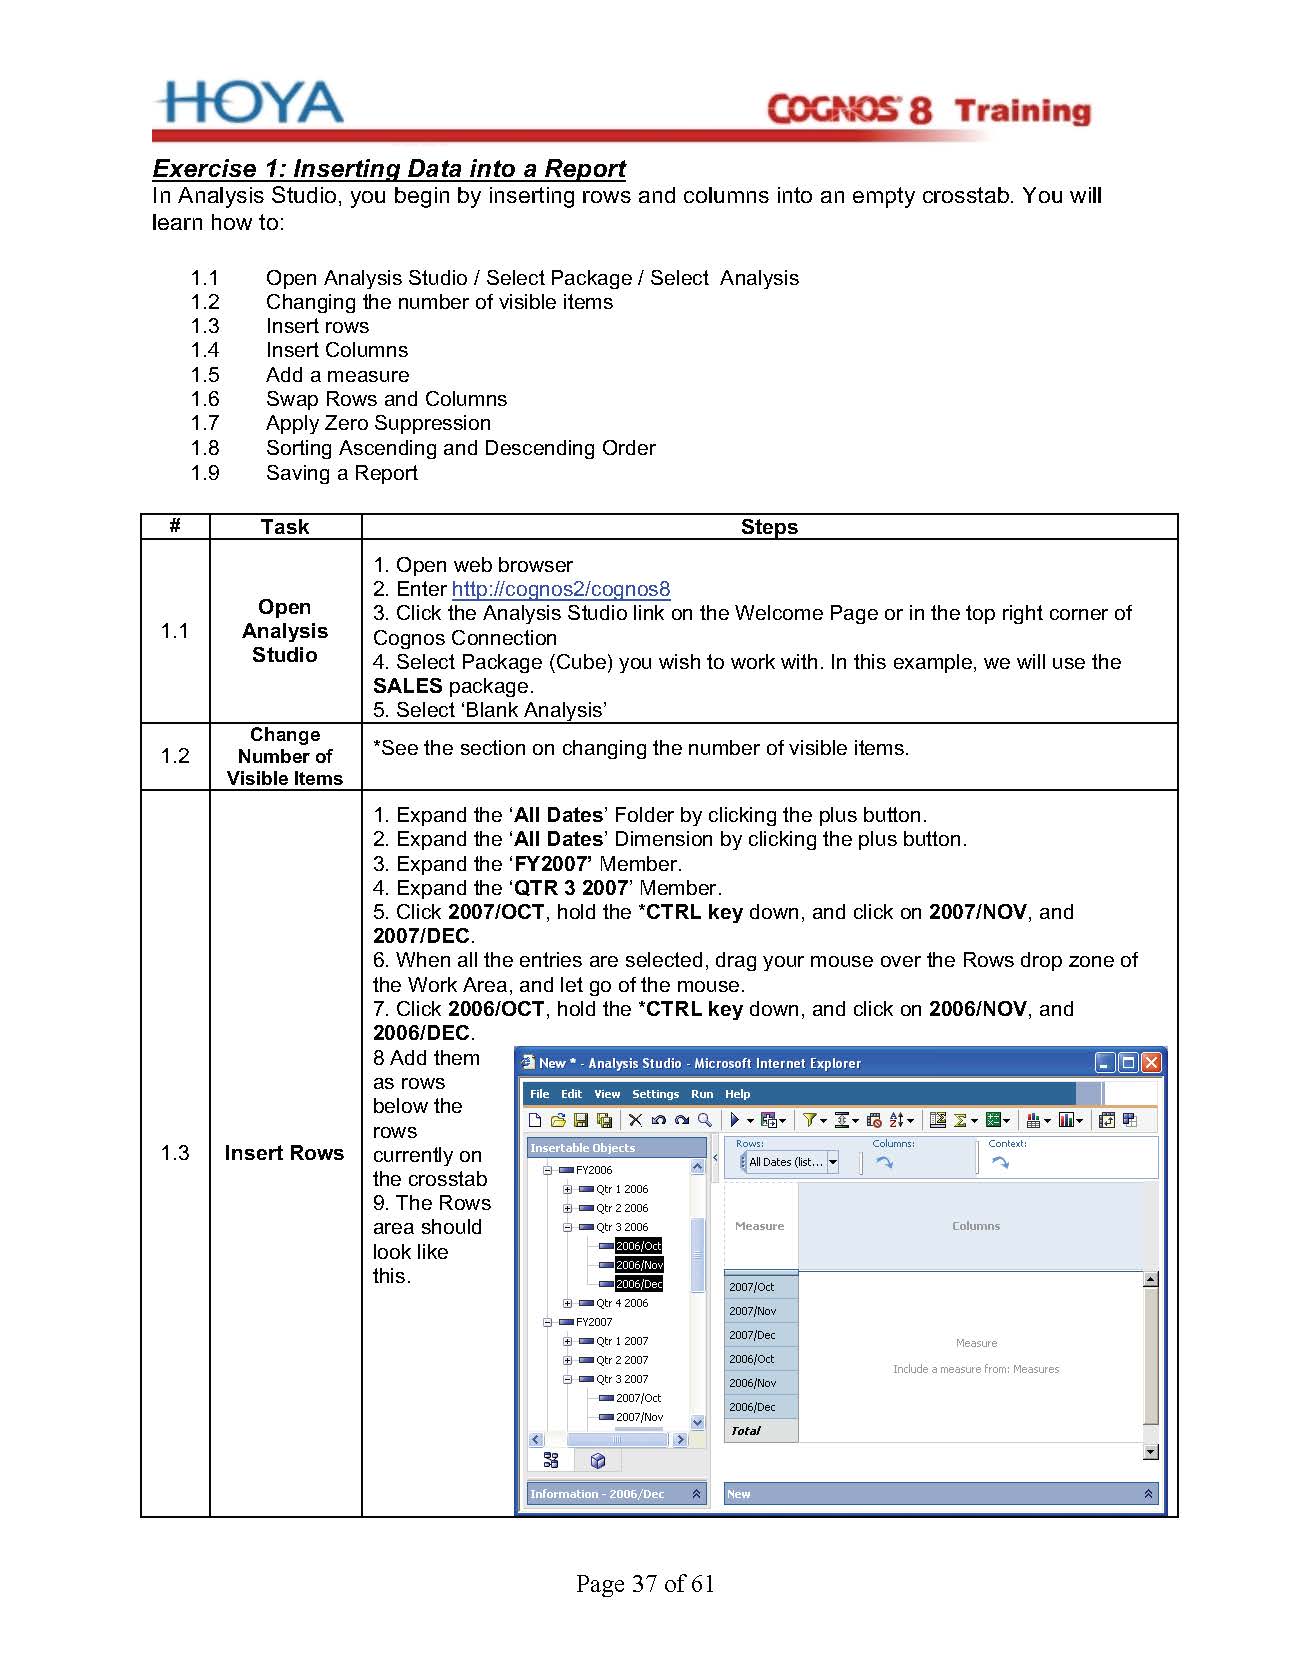 HOYA
COGNOS 8 Training
Exercise 1: Inserting Data into a Report
In Analysis Studio, you begin by inserting rows and columns into an empty crosstab. You will
learn how to:
1.1 Open Analysis Studio / Select Package / Select Analysis
1.2 Changing the number of visible items
1.3 Insert rows
1.4 Insert Columns
1.5 Add a measure
1.6 Swap Rows and Columns
1.7 Apply Zero Suppression
1.8 Sorting Ascending and Descending Order
1.9 Saving a Report
# Task Steps
1.1
Open
Analysis
Studio
1. Open web browser
2. Enter http://cognos2/cognos8
3. Click the Analysis Studio link on the Welcome Page or in the top right corner of
Cognos Connection
4. Select Package (Cube) you wish to work with. In this example, we will use the
SALES package.
5. Select ‘Blank Analysis’
1.2
Change
Number of
Visible Items
*See the section on changing the number of visible items.
1.3
Insert Rows
1. Expand the ‘All Dates’ Folder by clicking the plus button.
2. Expand the ‘All Dates’ Dimension by clicking the plus button.
3. Expand the ‘FY2007’ Member.
4. Expand the ‘QTR 3 2007’ Member.
5. Click 2007/OCT, hold the *CTRL key down, and click on 2007/NOV, and
2007/DEC.
6. When all the entries are selected, drag your mouse over the Rows drop zone of
the Work Area, and let go of the mouse.
7. Click 2006/OCT, hold the *CTRL key down, and click on 2006/NOV, and
2006/DEC.
8 Add them
as rows
below the
rows
currently on
the crosstab
9. The Rows
area should
look like
this.
New * - Analysis Studio - Microsoft Internet Explorer
File Edit View Settings Run Help
Insertable Objects
FY2006
Qtr 1 2006
Qtr 2 2006
Qtr 3 2006
2006/Oct
2006/Nov
2006/Dec
Qtr 4 2006
FY2007
Qtr 1 2007
Qtr 2 2007
Qtr 3 2007
2007/Oct
2007/Nov
Information - 2006/Dec
Rows: Columns: Context:
All Dates (list...
Measure Columns
2007/Oct
2007/Nov
2007/Dec
2006/Oct
2006/Nov
2006/Dec
Total
Measure
Include a measure from: Measures
New
Page 37 of 61